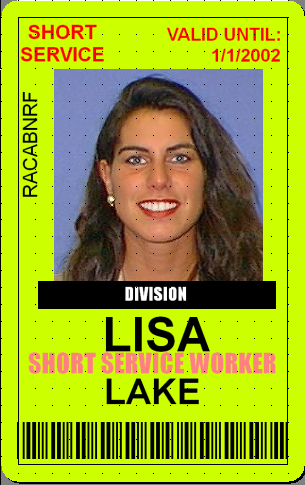 SHORT
SERVICE
VALID UNTIL:
1/1/2002
RACABNRF
DIVISION
LISA
SHORT SERVICE WORKER
LAKE